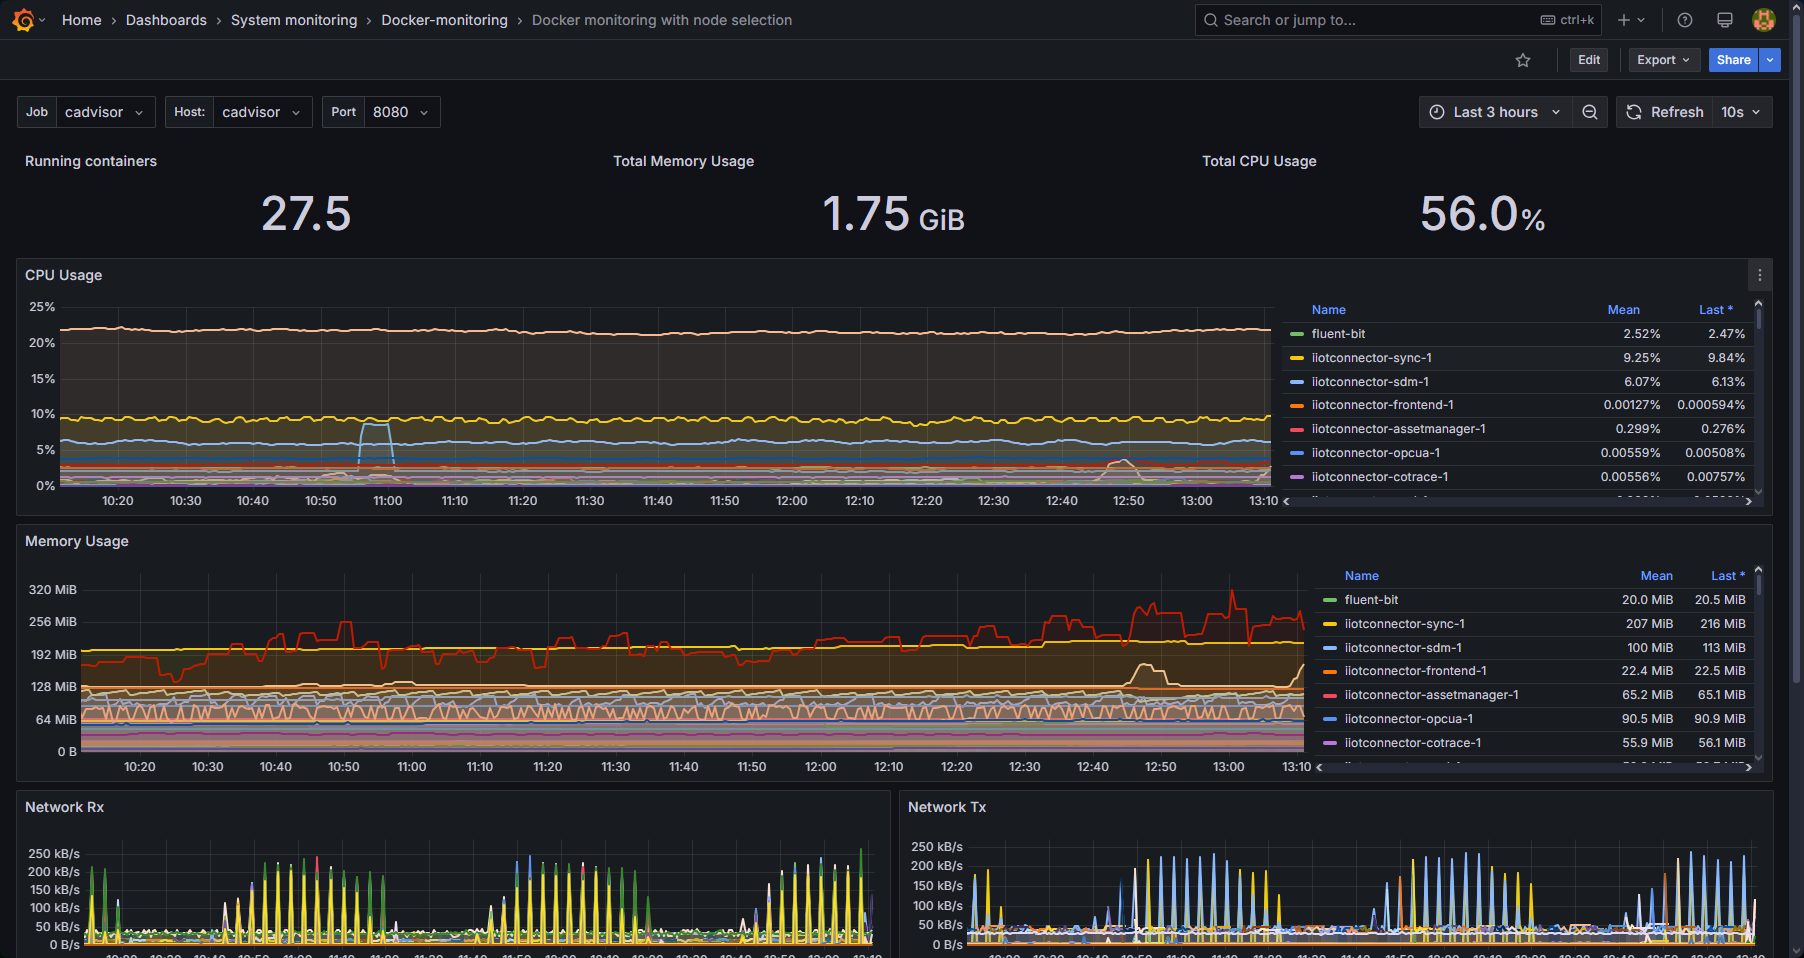 Home › Dashboards › System monitoring › Docker-monitoring › Docker monitoring with node selection
Search or jump to... ctrl+k
Edit Export Share
Job cadvisor Host: cadvisor Port 8080 Last 3 hours Refresh 10s
Running containers Total Memory Usage Total CPU Usage
27.5 1.75 GiB 56.0%
CPU Usage
25%
20%
15%
10%
5%
0%
10:20 10:30 10:40 10:50 11:00 11:10 11:20 11:30 11:40 11:50 12:00 12:10 12:20 12:30 12:40 12:50 13:00 13:10
Name Mean Last *
fluent-bit 2.52% 2.47%
iiotconnector-sync-1 9.25% 9.84%
iiotconnector-sdm-1 6.07% 6.13%
iiotconnector-frontend-1 0.00127% 0.000594%
iiotconnector-assetmanager-1 0.299% 0.276%
iiotconnector-opcua-1 0.00559% 0.00508%
iiotconnector-cotrace-1 0.00556% 0.00757%
Memory Usage
320 MiB
256 MiB
192 MiB
128 MiB
64 MiB
0 B
10:20 10:30 10:40 10:50 11:00 11:10 11:20 11:30 11:40 11:50 12:00 12:10 12:20 12:30 12:40 12:50 13:00 13:10
Name Mean Last *
fluent-bit 20.0 MiB 20.5 MiB
iiotconnector-sync-1 207 MiB 216 MiB
iiotconnector-sdm-1 100 MiB 113 MiB
iiotconnector-frontend-1 22.4 MiB 22.5 MiB
iiotconnector-assetmanager-1 65.2 MiB 65.1 MiB
iiotconnector-opcua-1 90.5 MiB 90.9 MiB
iiotconnector-cotrace-1 55.9 MiB 56.1 MiB
Network Rx
250 kB/s
200 kB/s
150 kB/s
100 kB/s
50 kB/s
0 B/s
Network Tx
250 kB/s
200 kB/s
150 kB/s
100 kB/s
50 kB/s
0 B/s